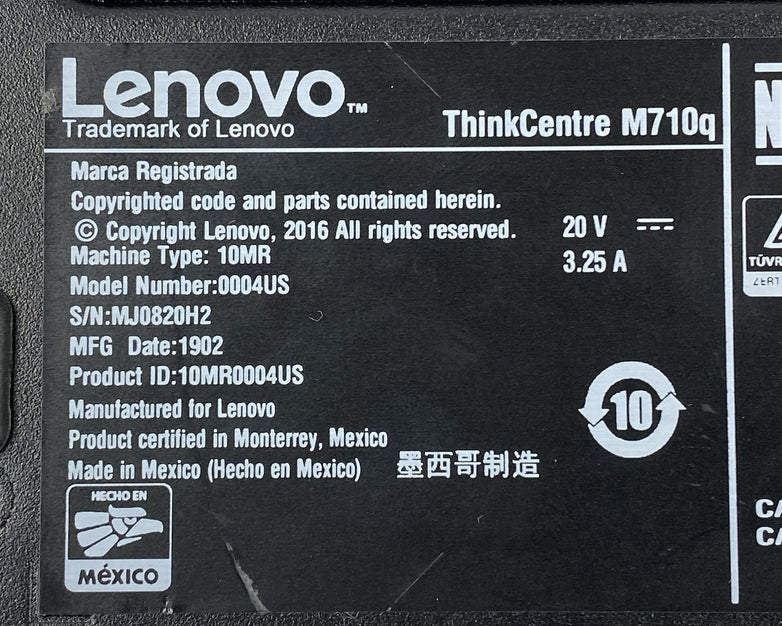 Lenovo™
Trademark of Lenovo
ThinkCentre M710q
Marca Registrada
Copyrighted code and parts contained herein.
© Copyright Lenovo, 2016 All rights reserved.
Machine Type: 10MR
Model Number:0004US
S/N:MJ0820H2
MFG Date:1902
Product ID:10MR0004US
Manufactured for Lenovo
Product certified in Monterrey, Mexico
Made in Mexico (Hecho en Mexico) 墨西哥制造
HECHO EN
MéXICO
20 V
3.25 A
10
TÜVR